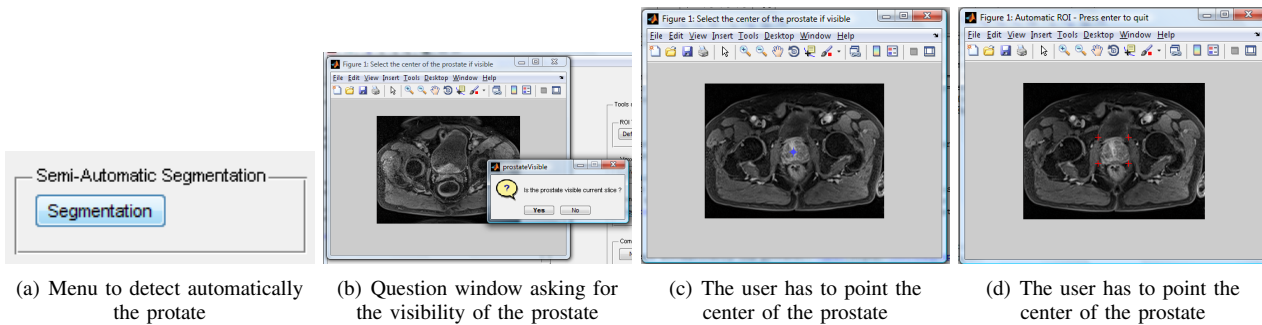 Semi-Automatic Segmentation
Segmentation
(a) Menu to detect automatically
the protate
Figure 1: Select the center of the prostate if visible
File Edit View Insert Tools Desktop Window Help
Tools
ROI
Def
prostateVisible
Is the prostate visible current slice ?
Yes No
Com
(b) Question window asking for
the visibility of the prostate
Figure 1: Select the center of the prostate if visible
File Edit View Insert Tools Desktop Window Help
(c) The user has to point the
center of the prostate
Figure 1: Automatic ROI - Press enter to quit
File Edit View Insert Tools Desktop Window Help
(d) The user has to point the
center of the prostate